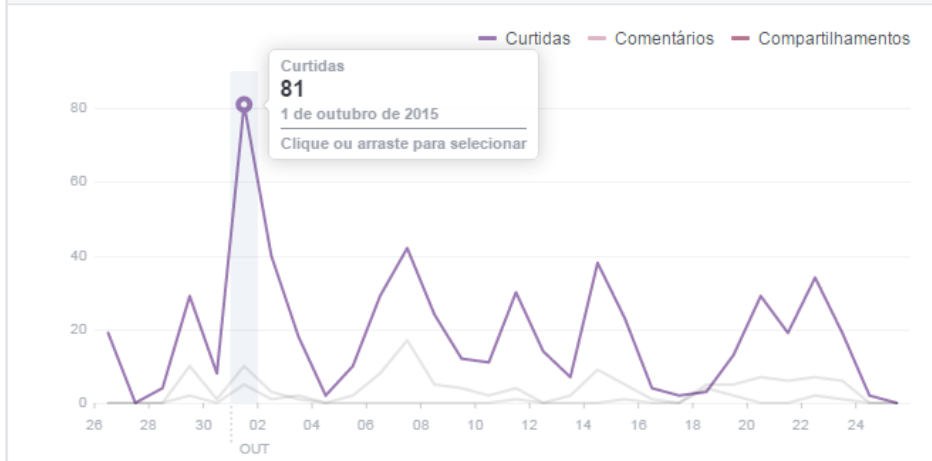 Curtidas Comentários Compartilhamentos
Curtidas
81
1 de outubro de 2015
Clique ou arraste para selecionar
80
60
40
20
0
26 28 30 02 04 06 08 10 12 14 16 18 20 22 24
OUT